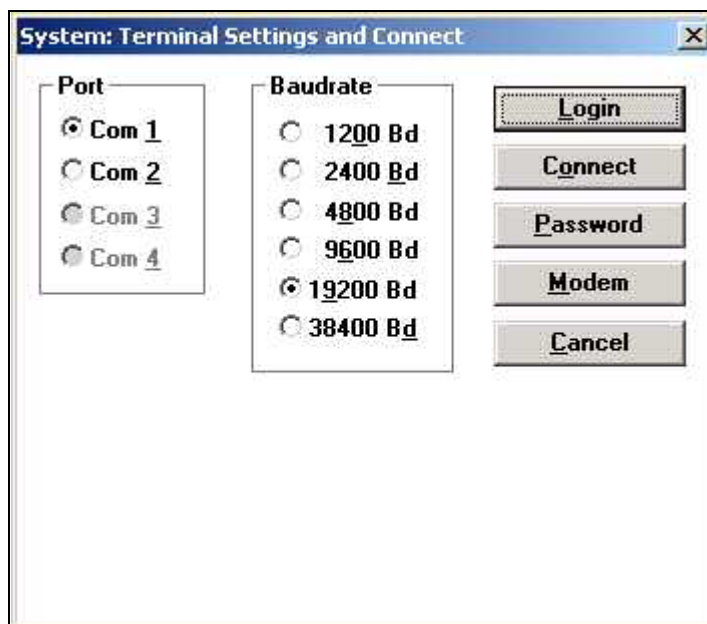 System: Terminal Settings and Connect
Port
Com 1
Com 2
Com 3
Com 4
Baudrate
1200 Bd
2400 Bd
4800 Bd
9600 Bd
19200 Bd
38400 Bd
Login
Connect
Password
Modem
Cancel